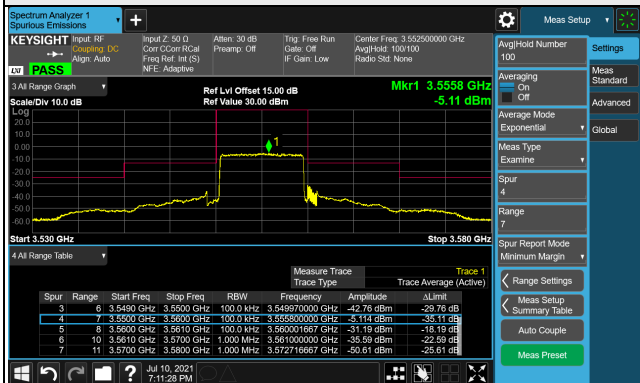 Spectrum Analyzer 1
Spurious Emissions
Meas Setup
KEYSIGHT
Input: RF
Coupling: DC
Align: Auto
Input Z: 50 Ω
Corr CCorr RCal
Freq Ref: Int (S)
NFE: Adaptive
Atten: 30 dB
Preamp: Off
Trig: Free Run
Gate: Off
IF Gain: Low
Center Freq: 3.552500000 GHz
Avg|Hold: 100/100
Radio Std: None
LXI PASS
3 All Range Graph
Scale/Div 10.0 dB
Ref Lvl Offset 15.00 dB
Ref Value 30.00 dBm
Mkr1 3.5558 GHz
-5.11 dBm
Log
20.0
10.0
0.00
-10.0
-20.0
-30.0
-40.0
-50.0
-60.0
1
Start 3.530 GHz
Stop 3.580 GHz
4 All Range Table
Measure Trace Trace 1
Trace Type Trace Average (Active)
Spur Range Start Freq Stop Freq RBW Frequency Amplitude ΔLimit
3 6 3.5490 GHz 3.5500 GHz 100.0 kHz 3.549970000 GHz -42.76 dBm -29.76 dB
4 7 3.5500 GHz 3.5600 GHz 100.0 kHz 3.555800000 GHz -5.114 dBm -35.11 dB
5 8 3.5600 GHz 3.5610 GHz 100.0 kHz 3.560001667 GHz -31.19 dBm -18.19 dB
6 10 3.5610 GHz 3.5700 GHz 1.000 MHz 3.561000000 GHz -35.59 dBm -22.59 dB
7 11 3.5700 GHz 3.5800 GHz 1.000 MHz 3.572716667 GHz -50.61 dBm -25.61 dB
Avg|Hold Number
100
Averaging
On
Off
Average Mode
Exponential
Meas Type
Examine
Spur
4
Range
7
Spur Report Mode
Minimum Margin
Range Settings
Meas Setup
Summary Table
Auto Couple
Meas Preset
Settings
Meas
Standard
Advanced
Global
Jul 10, 2021
7:11:28 PM